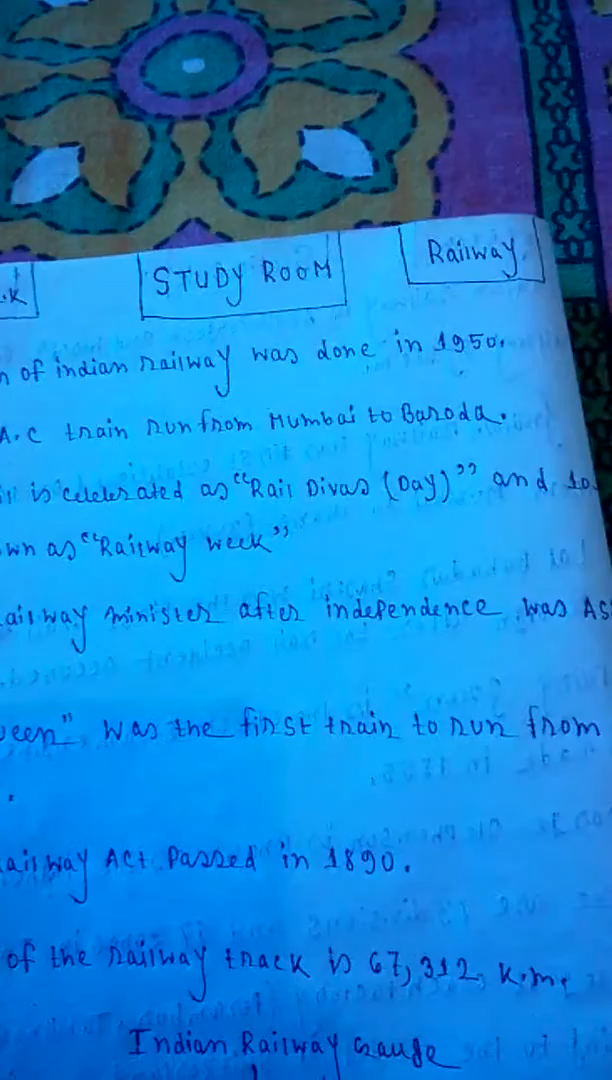 .K STUDY ROOM Railway
n of indian railway was done in 1950.
A.C train run from Mumbai to Baroda.
is celebrated as "Rail Divas (Day)" and 10
wn as "Railway week"
ailway minister after independence was As
een" was the first train to run from
.
ailway Act Passed in 1890.
of the railway track is 67,312 k.m.
Indian Railway Gauge